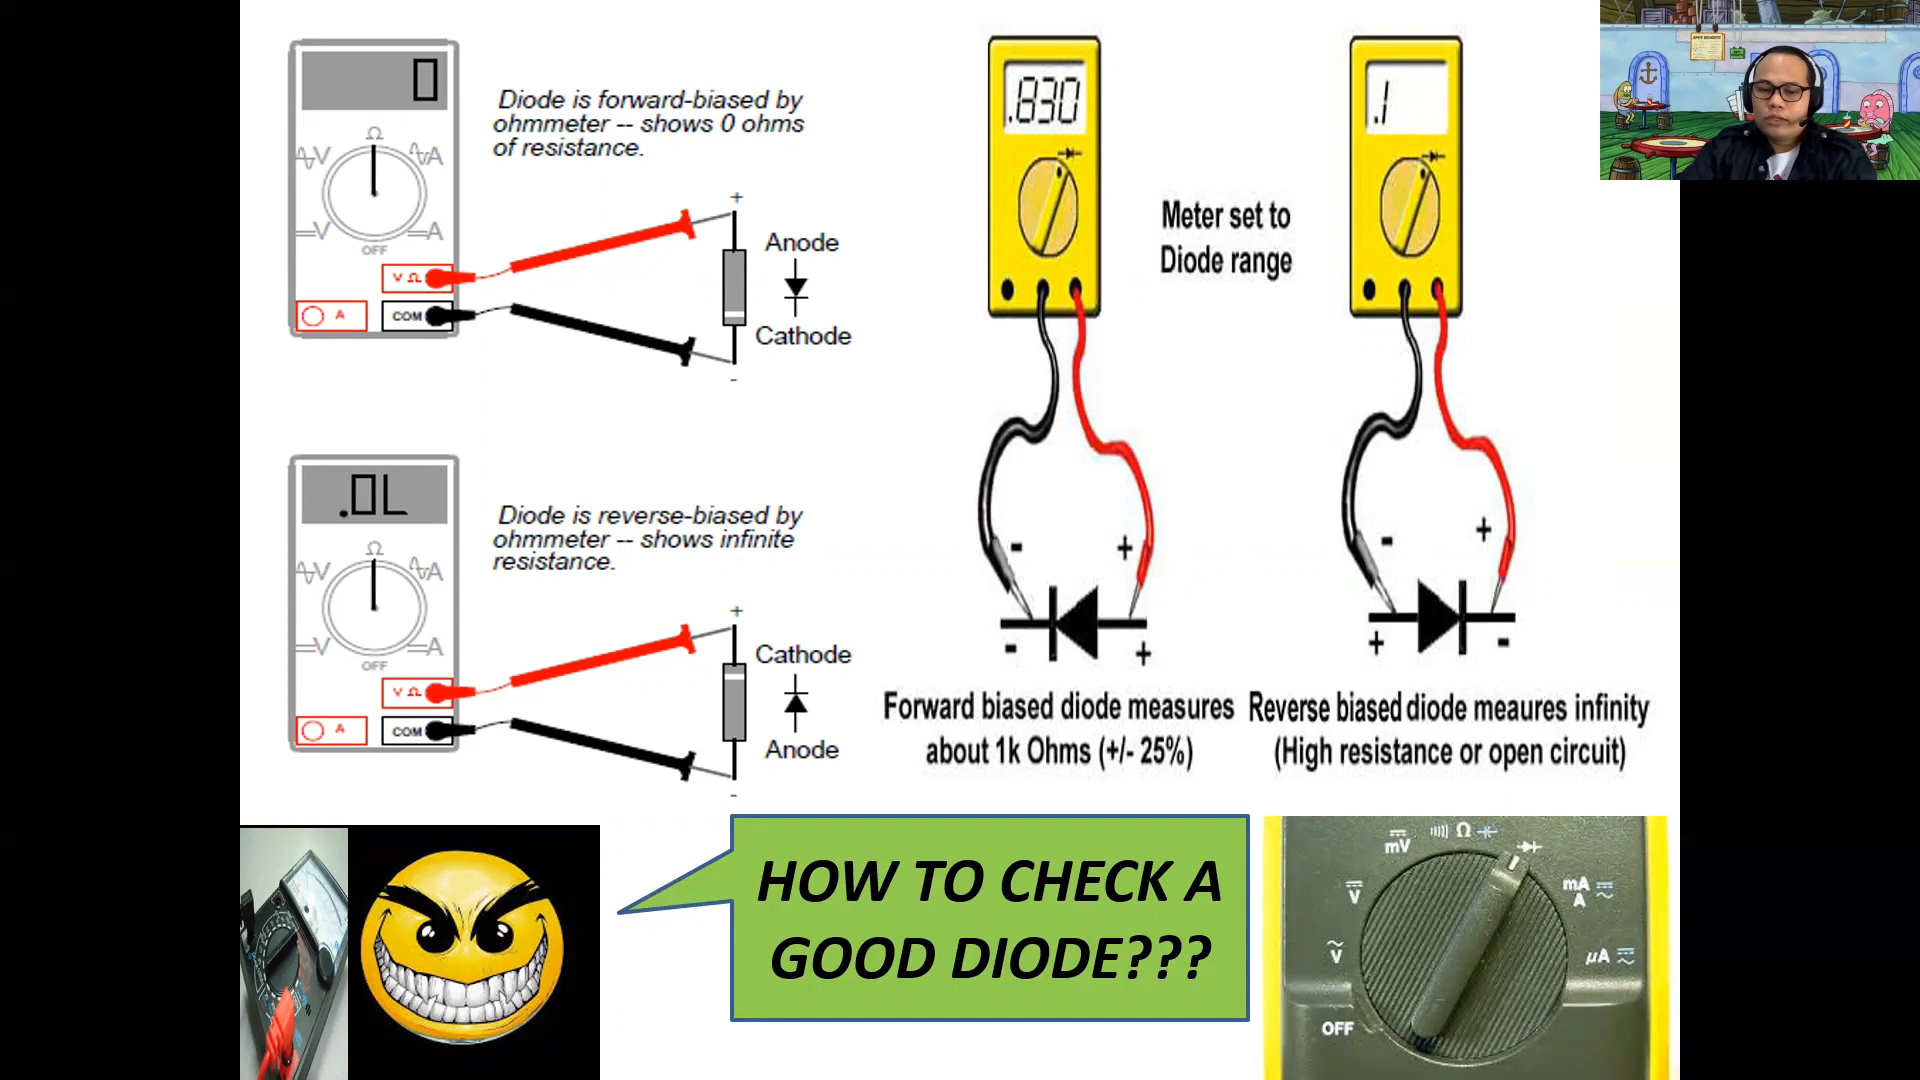 0
Diode is forward-biased by
ohmmeter -- shows 0 ohms
of resistance.
Ω
V
A
V
A
OFF
V Ω
A
COM
+
Anode
Cathode
-
.OL
Diode is reverse-biased by
ohmmeter -- shows infinite
resistance.
Ω
V
A
V
A
OFF
V Ω
A
COM
+
Cathode
Anode
-
.830
.1
Meter set to
Diode range
-
+
-
+
-
+
+
-
Forward biased diode measures
about 1k Ohms (+/- 25%)
Reverse biased diode meaures infinity
(High resistance or open circuit)
HOW TO CHECK A
GOOD DIODE???
mV
Ω
V
mA
A
V
µA
OFF